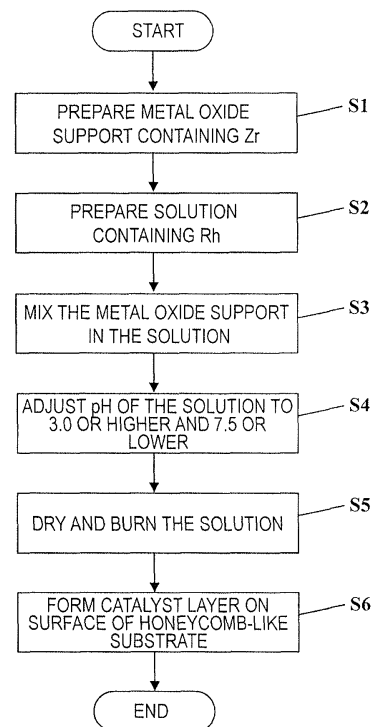 START
PREPARE METAL OXIDE
SUPPORT CONTAINING Zr
S1
PREPARE SOLUTION
CONTAINING Rh
S2
MIX THE METAL OXIDE SUPPORT
IN THE SOLUTION
S3
ADJUST pH OF THE SOLUTION TO
3.0 OR HIGHER AND 7.5 OR
LOWER
S4
DRY AND BURN THE SOLUTION
S5
FORM CATALYST LAYER ON
SURFACE OF HONEYCOMB-LIKE
SUBSTRATE
S6
END